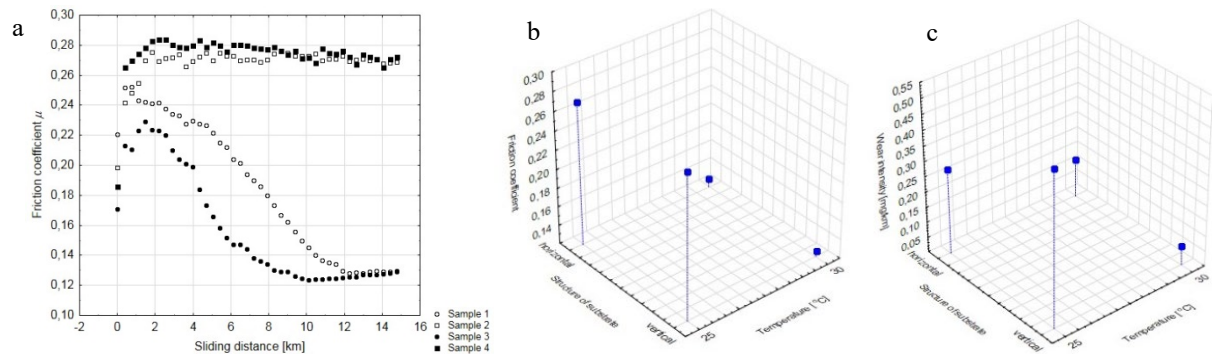 a
0,30
0,28
0,26
0,24
0,22
0,20
0,18
0,16
0,14
0,12
0,10
Friction coefficient μ
-2 0 2 4 6 8 10 12 14 16
Sliding distance [km]
Sample 1
Sample 2
Sample 3
Sample 4
b
0,30
0,28
0,26
0,24
0,22
0,20
0,18
0,16
0,14
Friction coefficient
horizontal
Structure of substrate
vertical
25
Temperature [°C]
30
c
0,55
0,50
0,45
0,40
0,35
0,30
0,25
0,20
0,15
0,10
0,05
Wear intensity [mg/km]
horizontal
Structure of substrate
vertical
25
Temperature [°C]
30